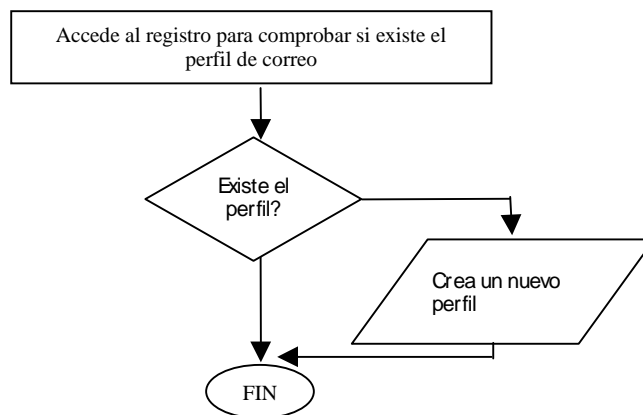 Accede al registro para comprobar si existe el
perfil de correo
Existe el
perfil?
Crea un nuevo
perfil
FIN